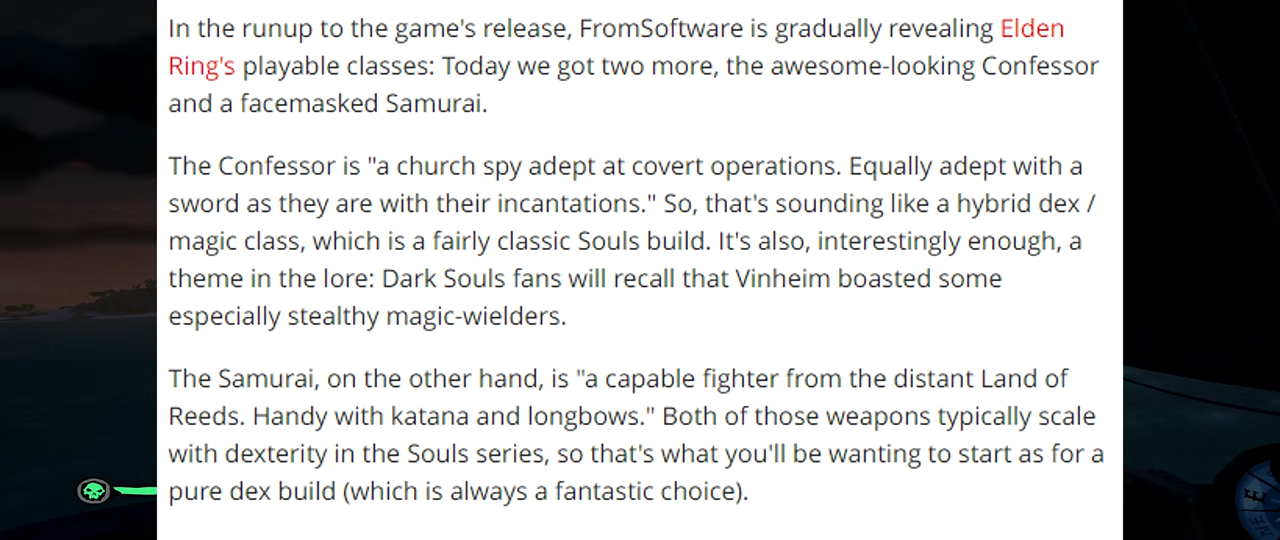 In the runup to the game's release, FromSoftware is gradually revealing Elden
Ring's playable classes: Today we got two more, the awesome-looking Confessor
and a facemasked Samurai.
The Confessor is "a church spy adept at covert operations. Equally adept with a
sword as they are with their incantations." So, that's sounding like a hybrid dex /
magic class, which is a fairly classic Souls build. It's also, interestingly enough, a
theme in the lore: Dark Souls fans will recall that Vinheim boasted some
especially stealthy magic-wielders.
The Samurai, on the other hand, is "a capable fighter from the distant Land of
Reeds. Handy with katana and longbows." Both of those weapons typically scale
with dexterity in the Souls series, so that's what you'll be wanting to start as for a
pure dex build (which is always a fantastic choice).
E